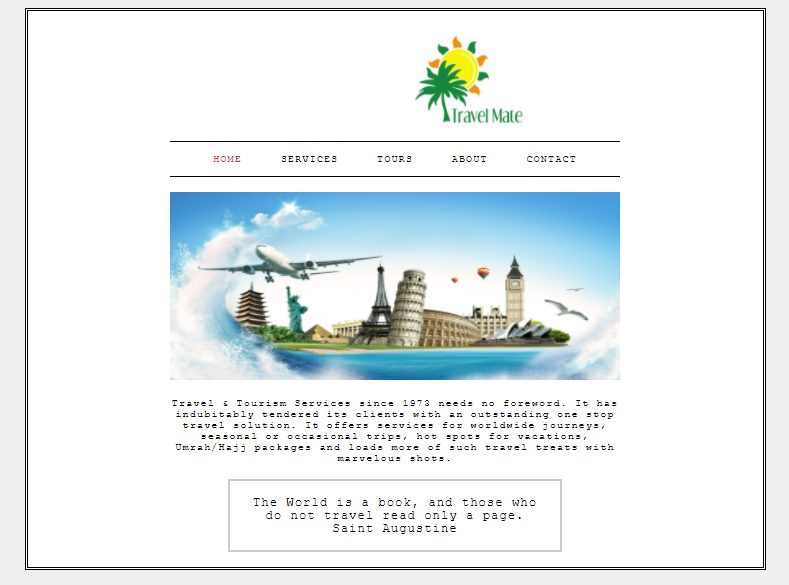 Travel Mate
HOME SERVICES TOURS ABOUT CONTACT
Travel & Tourism Services since 1973 needs no foreword. It has
indubitably tendered its clients with an outstanding one stop
travel solution. It offers services for worldwide journeys,
seasonal or occasional trips, hot spots for vacations,
Umrah/Hajj packages and loads more of such travel treats with
marvelous shots.
The World is a book, and those who
do not travel read only a page.
Saint Augustine